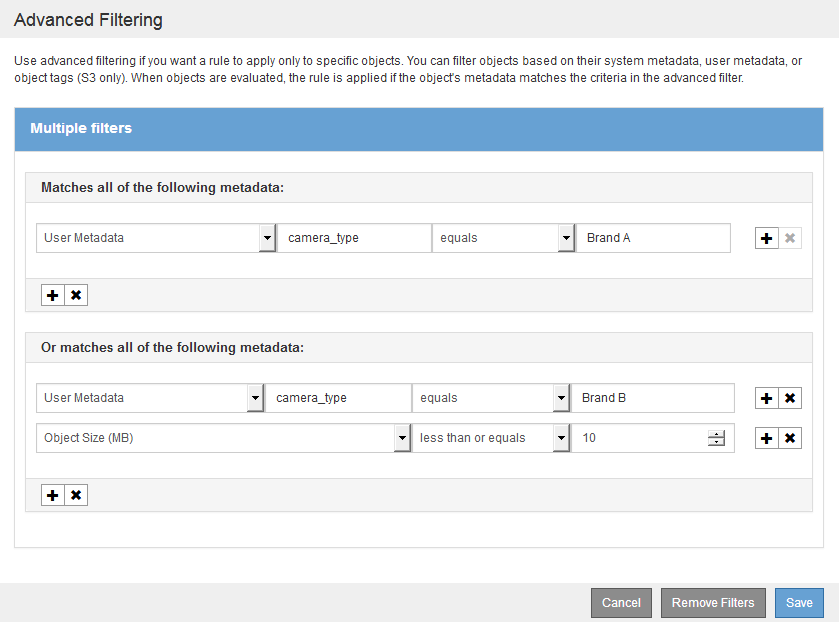 Advanced Filtering
Use advanced filtering if you want a rule to apply only to specific objects. You can filter objects based on their system metadata, user metadata, or
object tags (S3 only). When objects are evaluated, the rule is applied if the object's metadata matches the criteria in the advanced filter.
Multiple filters
Matches all of the following metadata:
User Metadata camera_type equals Brand A
Or matches all of the following metadata:
User Metadata camera_type equals Brand B
Object Size (MB) less than or equals 10
Cancel Remove Filters Save